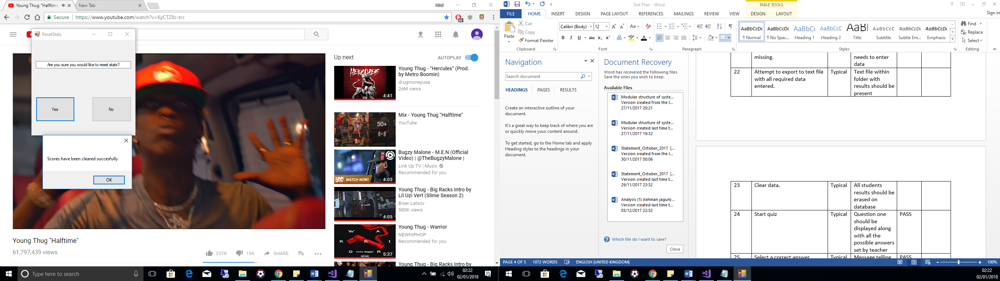 Young Thug "Halftime"
New Tab
Mad
Secure
https://www.youtube.com/watch?v=KyCTZ8c-trc
94
ResetStats
Are you sure you would like to reset stats?
Yes
No
Scores have been cleared succesfully
OK
Young Thug "Halftime"
61,797,439 views
237K
15K
SHARE
Up next
AUTOPLAY
HERCULES
4:41
Young Thug - "Hercules" (Prod.
by Metro Boomin)
drugmoneyusa
26M views
50+
Mix - Young Thug "Halftime"
YouTube
LINK
UP TV
WATCH NOW!
4:03
Bugzy Malone - M.E.N (Official
Video) | @TheBugzyMalone |
Link Up TV | Music
Recommended for you
4:05
Young Thug - Big Racks Intro by
Lil Uzi Vert (Slime Season 2)
Biser Latsov
580K views
W A
R R I
O R
5:37
Young Thug - Warrior
NEWHIPHOP
Recommended for you
Young Thug - Big Racks Intro by
Type here to search
02:22
02/01/2018
Test Plan - Word
TABLE TOOLS
Sign in
FILE
HOME
INSERT
DESIGN
PAGE LAYOUT
REFERENCES
MAILINGS
REVIEW
VIEW
DESIGN
LAYOUT
Paste
Cut
Copy
Format Painter
Clipboard
Calibri (Body)
12
Font
Paragraph
AaBbCcDc
¶ Normal
AaBbCcDc
¶ No Spac...
AaBbC
Heading 1
AaBbCcD
Heading 2
AaB
Title
AaBbCcD
Subtitle
AaBbCcDc
Subtle Em...
AaBbCcDc
Emphasis
Styles
Find
Replace
Select
Editing
Navigation
Search document
HEADINGS
PAGES
RESULTS
Create an interactive outline of your
document.
It's a great way to keep track of where you are
or quickly move your content around.
To get started, go to the Home tab and apply
Heading styles to the headings in your
document.
Document Recovery
Word has recovered the following files.
Save the ones you wish to keep.
Available Files
Modular structure of syste...
Version created from the l...
27/11/2017 20:21
Modular structure of syste...
Version created last time t...
27/11/2017 19:32
Statement_October_2017 [...
Version created from the l...
30/11/2017 00:06
Statement_October_2017 [...
Version created last time t...
29/11/2017 23:32
Analysis (1) (rahman jagun) ..
Version created last time t...
03/12/2017 22:52
Which file do I want to save?
Close
missing.
needs to enter
data
22
Attempt to export to text file
with all required data
entered.
Typical
Text file within
folder with
results should be
present
23
Clear data.
Typical
All students
results should be
erased on
database
24
Start quiz
Typical
Question one
should be
displayed along
with all the
possible answers
set by teacher
PASS
25
Select a correct answer
Typical
Message telling
PASS
PAGE 4 OF 5
1072 WORDS
ENGLISH (UNITED KINGDOM)
100%
02:22
02/01/2018